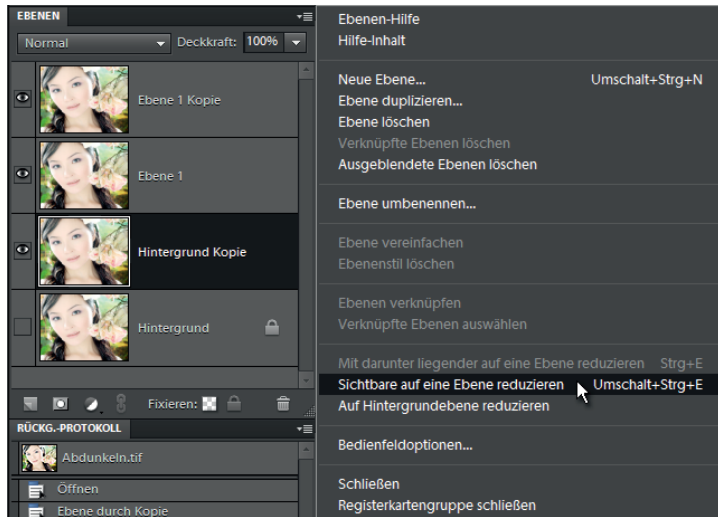 EBENEN
Normal Deckkraft: 100%
Ebene 1 Kopie
Ebene 1
Hintergrund Kopie
Hintergrund
Fixieren:
RÜCKG.-PROTOKOLL
Abdunkeln.tif
Öffnen
Ebene durch Kopie
Ebenen-Hilfe
Hilfe-Inhalt
Neue Ebene... Umschalt+Strg+N
Ebene duplizieren...
Ebene löschen
Verknüpfte Ebenen löschen
Ausgeblendete Ebenen löschen
Ebene umbenennen...
Ebene vereinfachen
Ebenenstil löschen
Ebenen verknüpfen
Verknüpfte Ebenen auswählen
Mit darunter liegender auf eine Ebene reduzieren Strg+E
Sichtbare auf eine Ebene reduzieren Umschalt+Strg+E
Auf Hintergrundebene reduzieren
Bedienfeldoptionen...
Schließen
Registerkartengruppe schließen